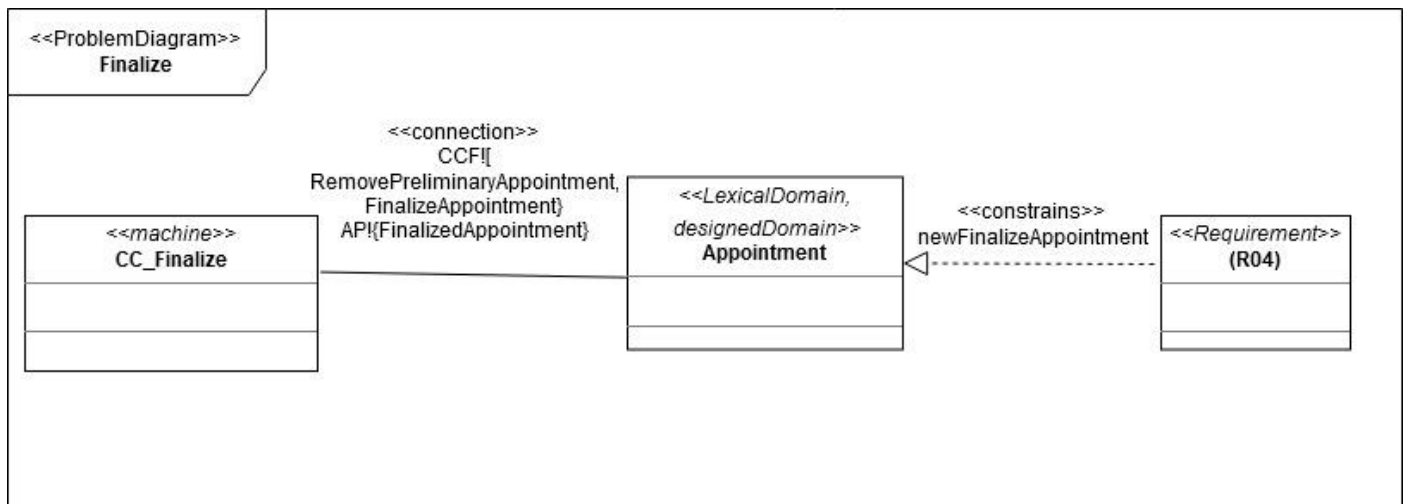 <<ProblemDiagram>>
Finalize
<<connection>>
CCF![
RemovePreliminaryAppointment,
FinalizeAppointment}
AP!{FinalizedAppointment}
<<machine>>
CC_Finalize
<<LexicalDomain,
designedDomain>>
Appointment
<<constrains>>
newFinalizeAppointment
<<Requirement>>
(R04)